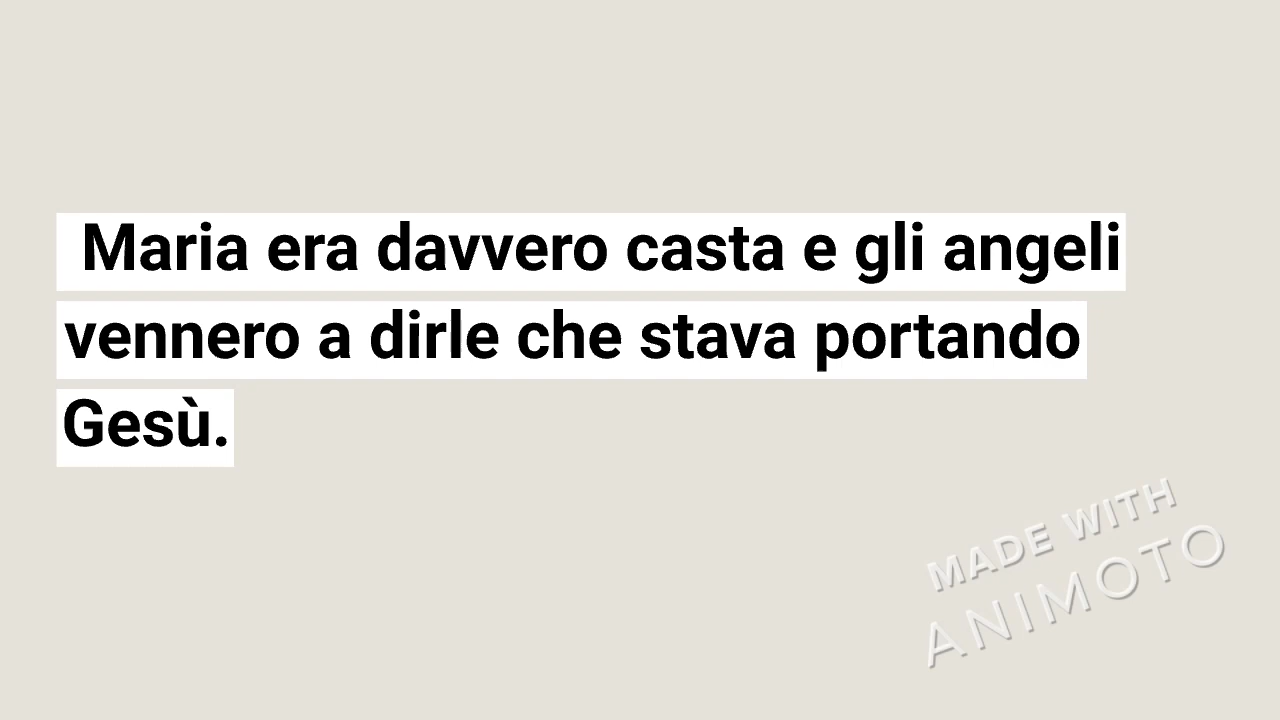 Maria era davvero casta e gli angeli
vennero a dirle che stava portando
Gesù.
MADE WITH
ANIMOTO